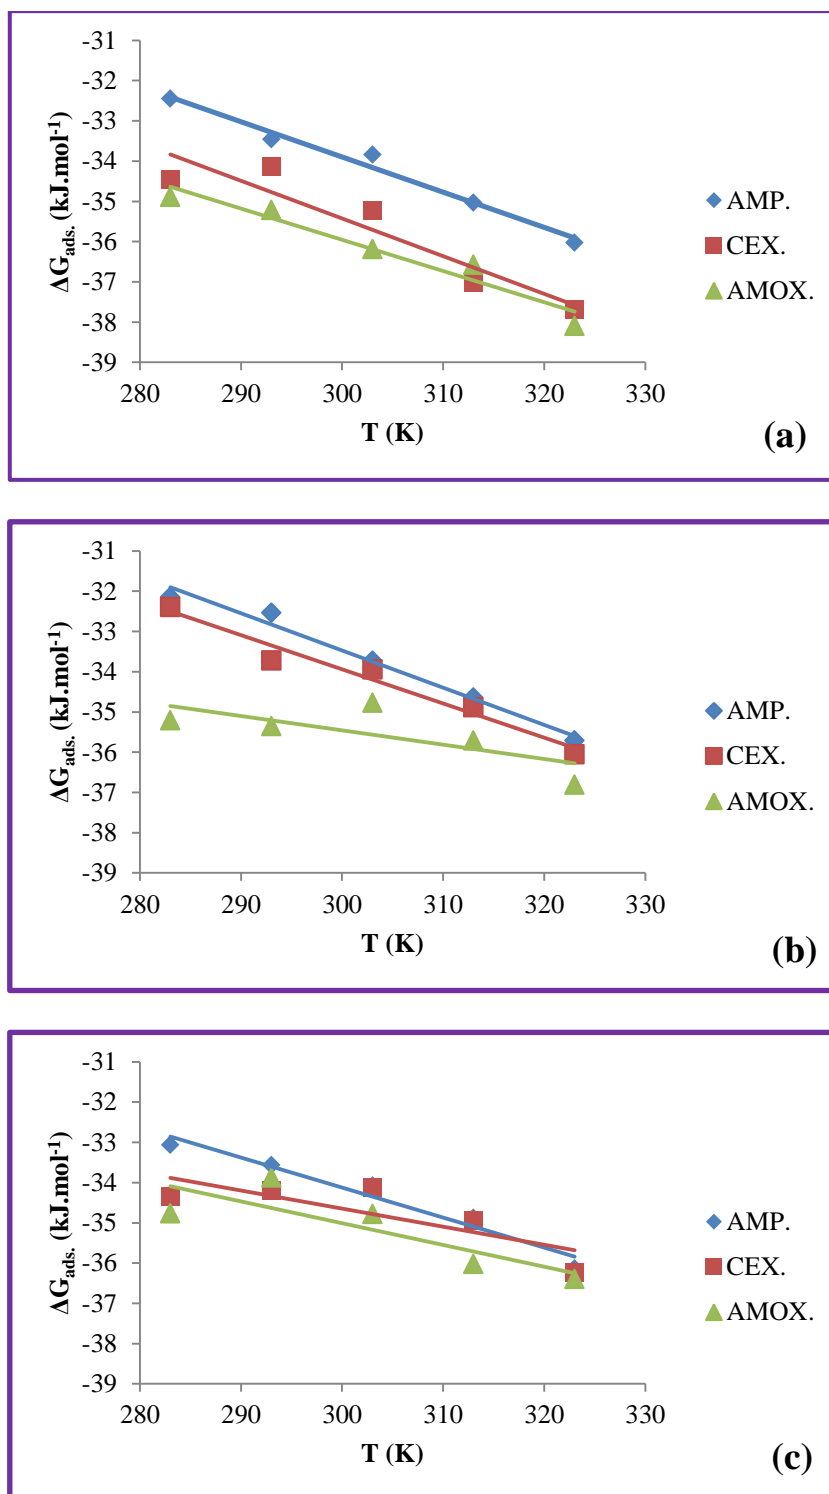 -31
-32
-33
-34
-35
-36
-37
-38
-39
280 290 300 310 320 330
ΔGads. (kJ.mol-1)
T (K)
AMP.
CEX.
AMOX.
(a)
-31
-32
-33
-34
-35
-36
-37
-38
-39
280 290 300 310 320 330
ΔGads. (kJ.mol-1)
T (K)
AMP.
CEX.
AMOX.
(b)
-31
-32
-33
-34
-35
-36
-37
-38
-39
280 290 300 310 320 330
ΔGads. (kJ.mol-1)
T (K)
AMP.
CEX.
AMOX.
(c)